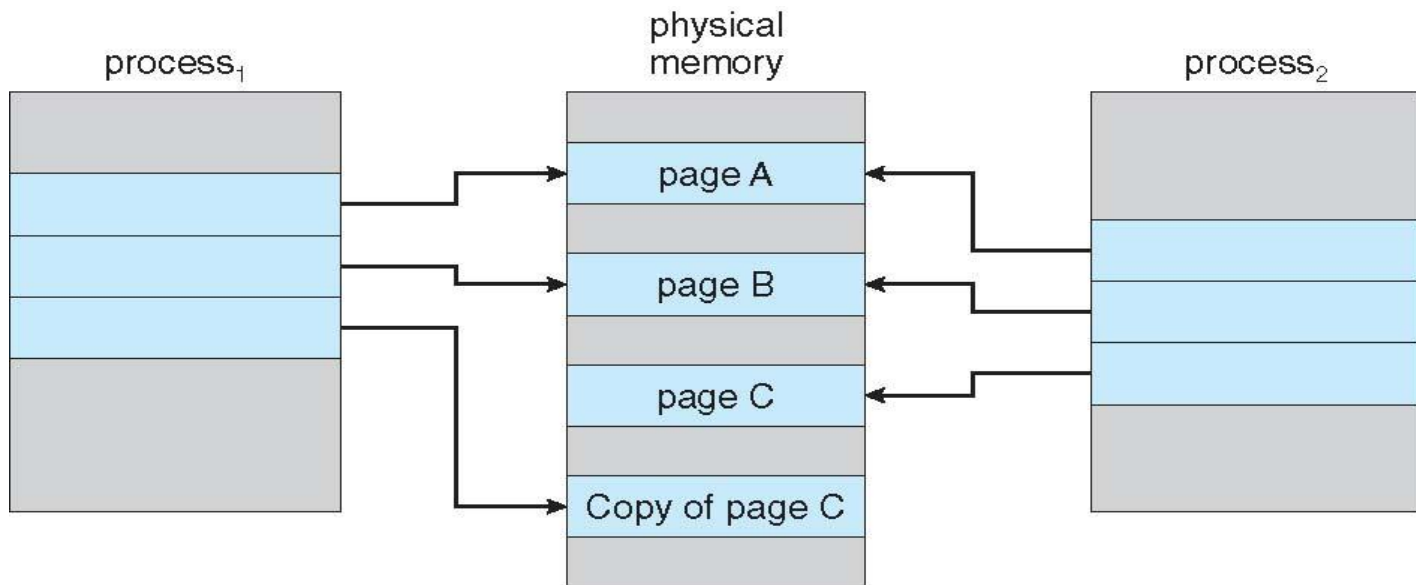 process₁
physical
memory
process₂
page A
page B
page C
Copy of page C